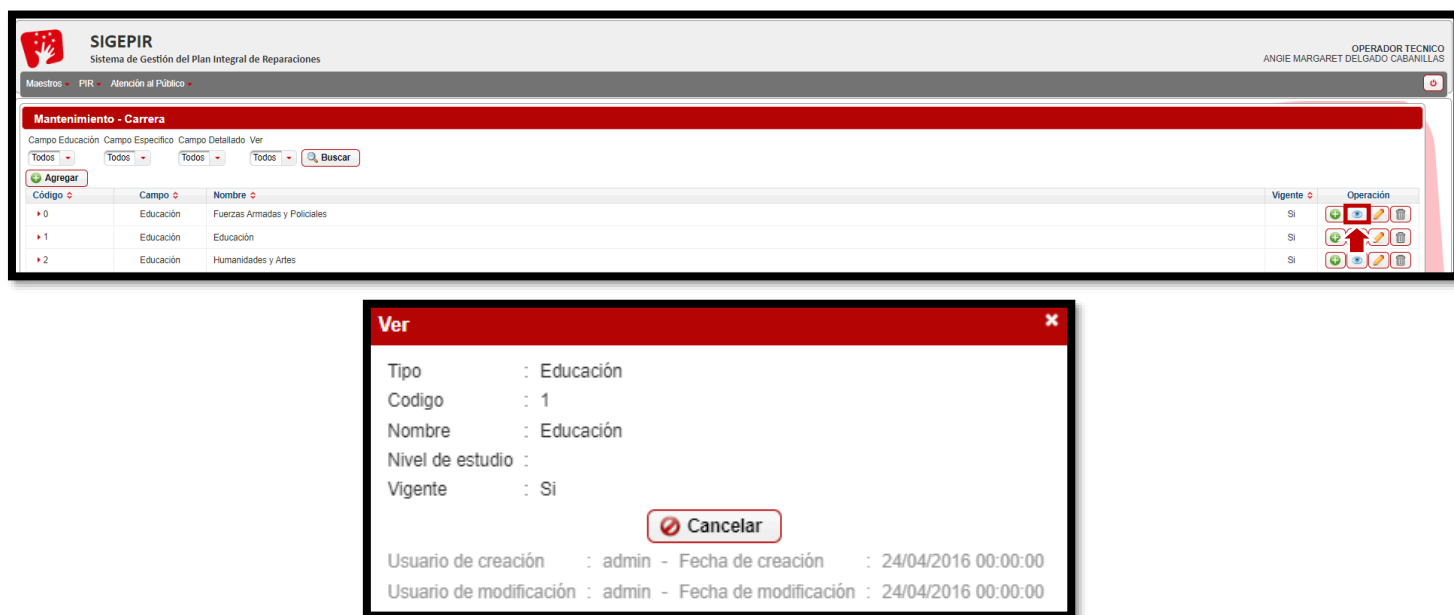 SIGEPIR
Sistema de Gestión del Plan Integral de Reparaciones
OPERADOR TECNICO
ANGIE MARGARET DELGADO CABANILLAS
Maestros PIR Atención al Público
Mantenimiento - Carrera
Campo Educación Campo Especifico Campo Detallado Ver
Todos Todos Todos Todos Buscar
Agregar
Código Campo Nombre Vigente Operación
0 Educación Fuerzas Armadas y Policiales Si
1 Educación Educación Si
2 Educación Humanidades y Artes Si
Ver
Tipo : Educación
Codigo : 1
Nombre : Educación
Nivel de estudio :
Vigente : Si
Cancelar
Usuario de creación : admin - Fecha de creación : 24/04/2016 00:00:00
Usuario de modificación : admin - Fecha de modificación : 24/04/2016 00:00:00